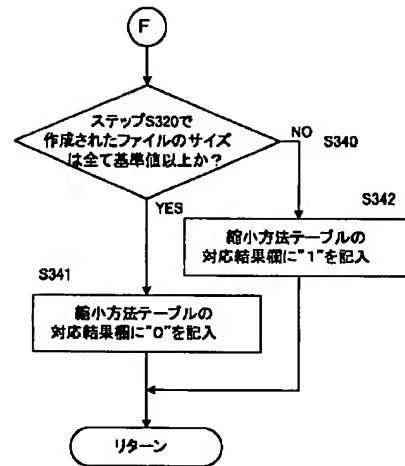 F
ステップS320で
作成されたファイルのサイズ
は全て基準値以上か？
NO
S340
YES
S342
縮小方法テーブルの
対応結果欄に"1"を記入
S341
縮小方法テーブルの
対応結果欄に"0"を記入
リターン